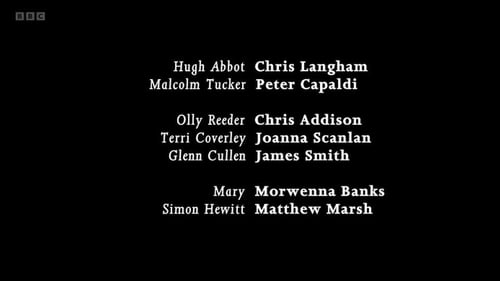 BBC
Hugh Abbot Chris Langham
Malcolm Tucker Peter Capaldi
Olly Reeder Chris Addison
Terri Coverley Joanna Scanlan
Glenn Cullen James Smith
Mary Morwenna Banks
Simon Hewitt Matthew Marsh